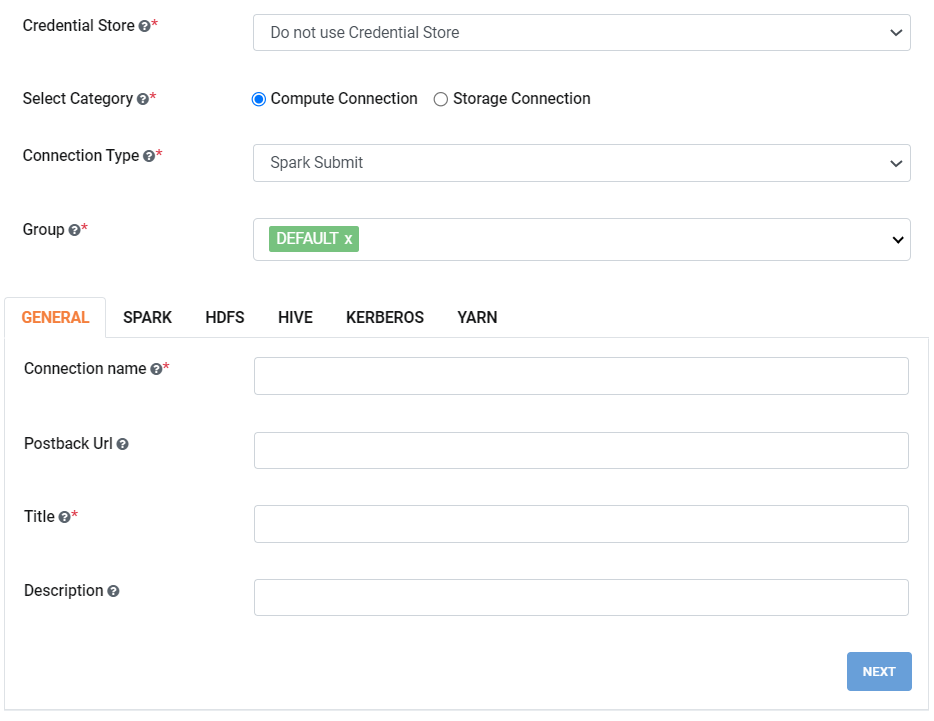 Credential Store ?* Do not use Credential Store
Select Category ?* Compute Connection Storage Connection
Connection Type ?* Spark Submit
Group ?* DEFAULT x
GENERAL SPARK HDFS HIVE KERBEROS YARN
Connection name ?*
Postback Url ?
Title ?*
Description ?
NEXT